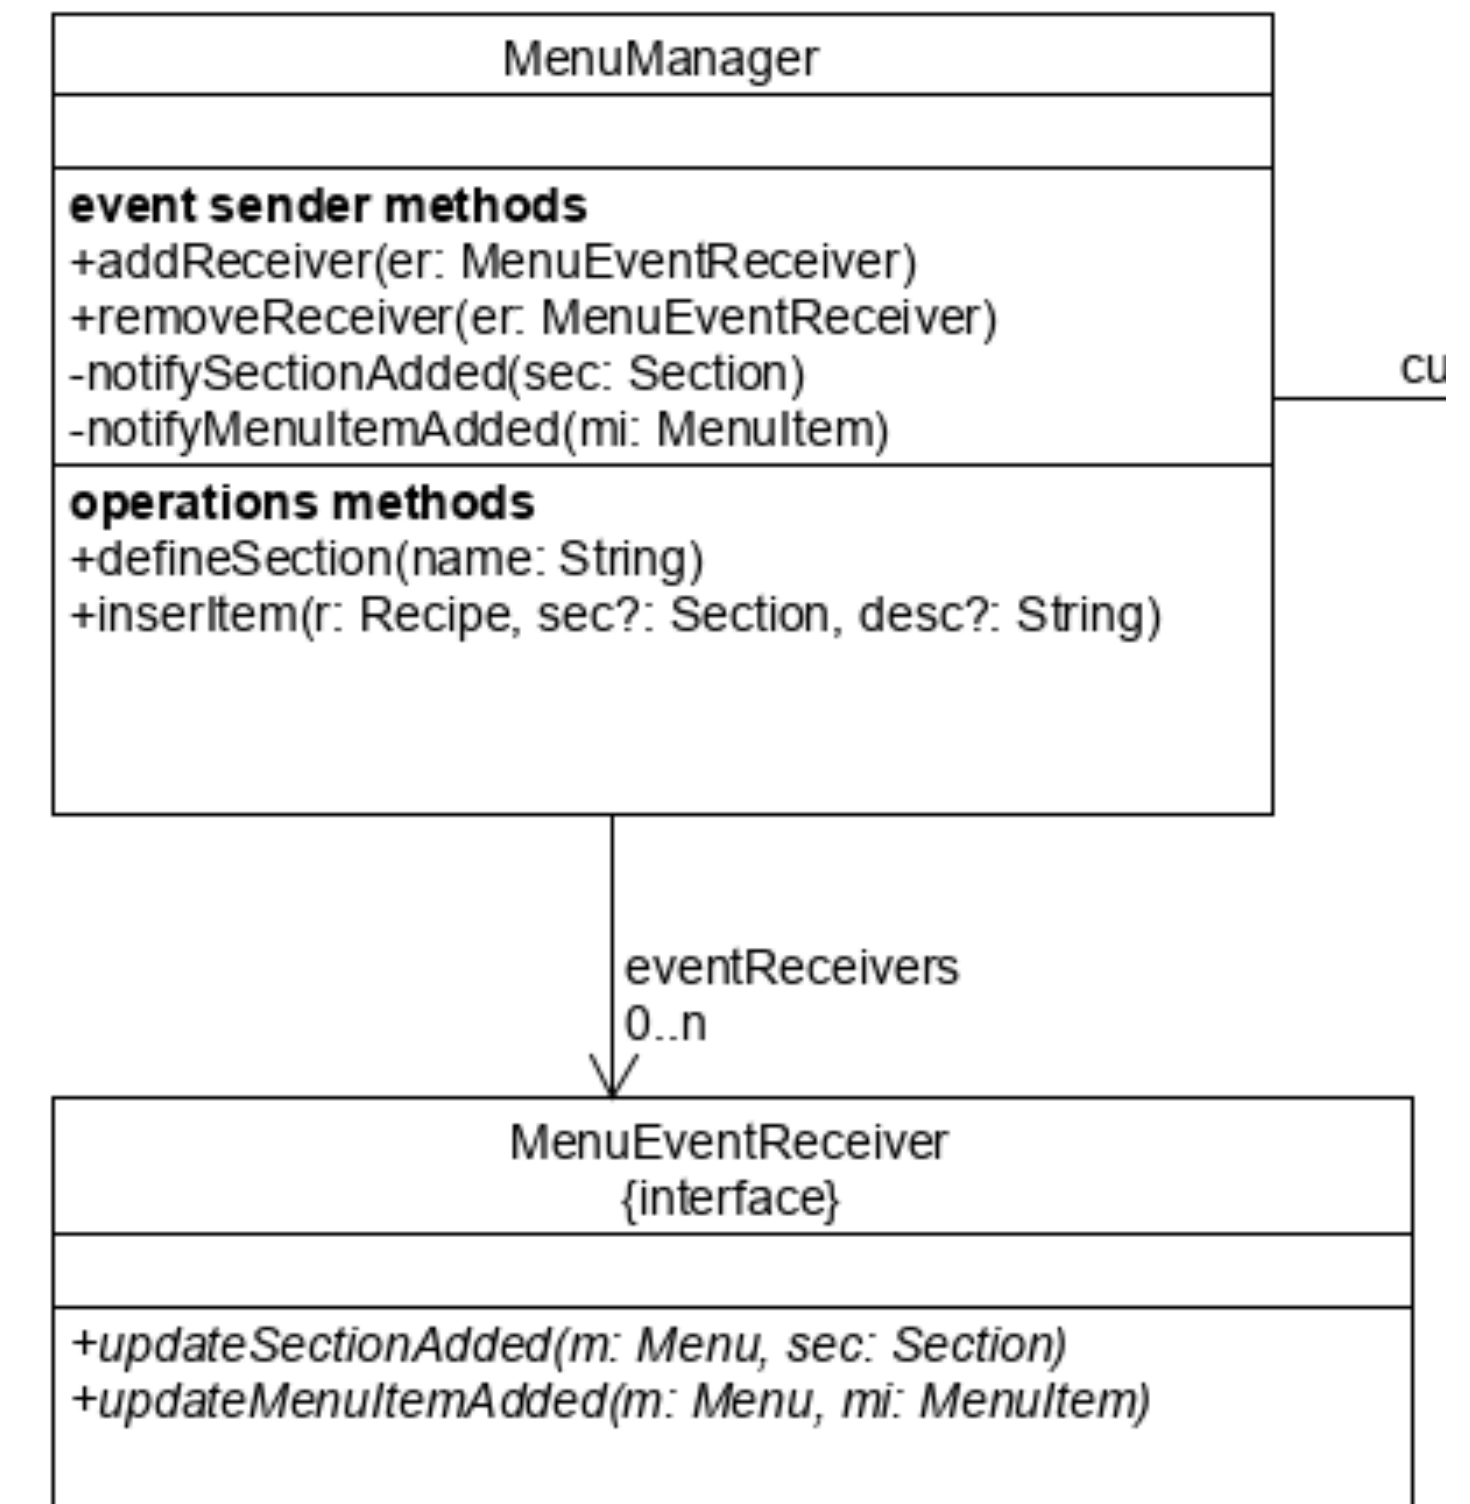 MenuManager
event sender methods
+addReceiver(er: MenuEventReceiver)
+removeReceiver(er: MenuEventReceiver)
-notifySectionAdded(sec: Section)
-notifyMenuItemAdded(mi: MenuItem)
cu
operations methods
+defineSection(name: String)
+inserItem(r: Recipe, sec?: Section, desc?: String)
eventReceivers
0..n
MenuEventReceiver
{interface}
+updateSectionAdded(m: Menu, sec: Section)
+updateMenuItemAdded(m: Menu, mi: MenuItem)